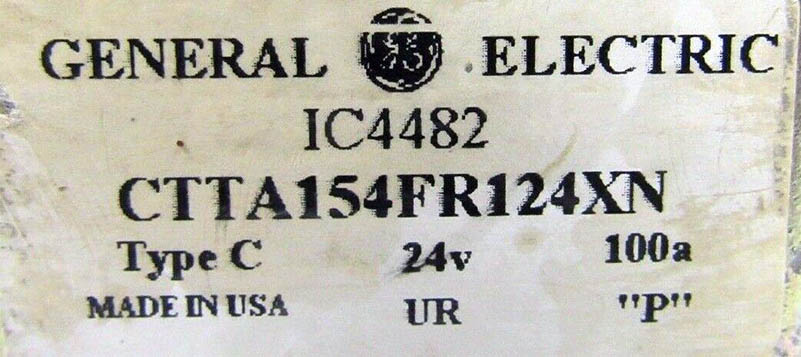 GENERAL ELECTRIC
IC4482
CTTA154FR124XN
Type C 24v 100a
MADE IN USA UR "P"